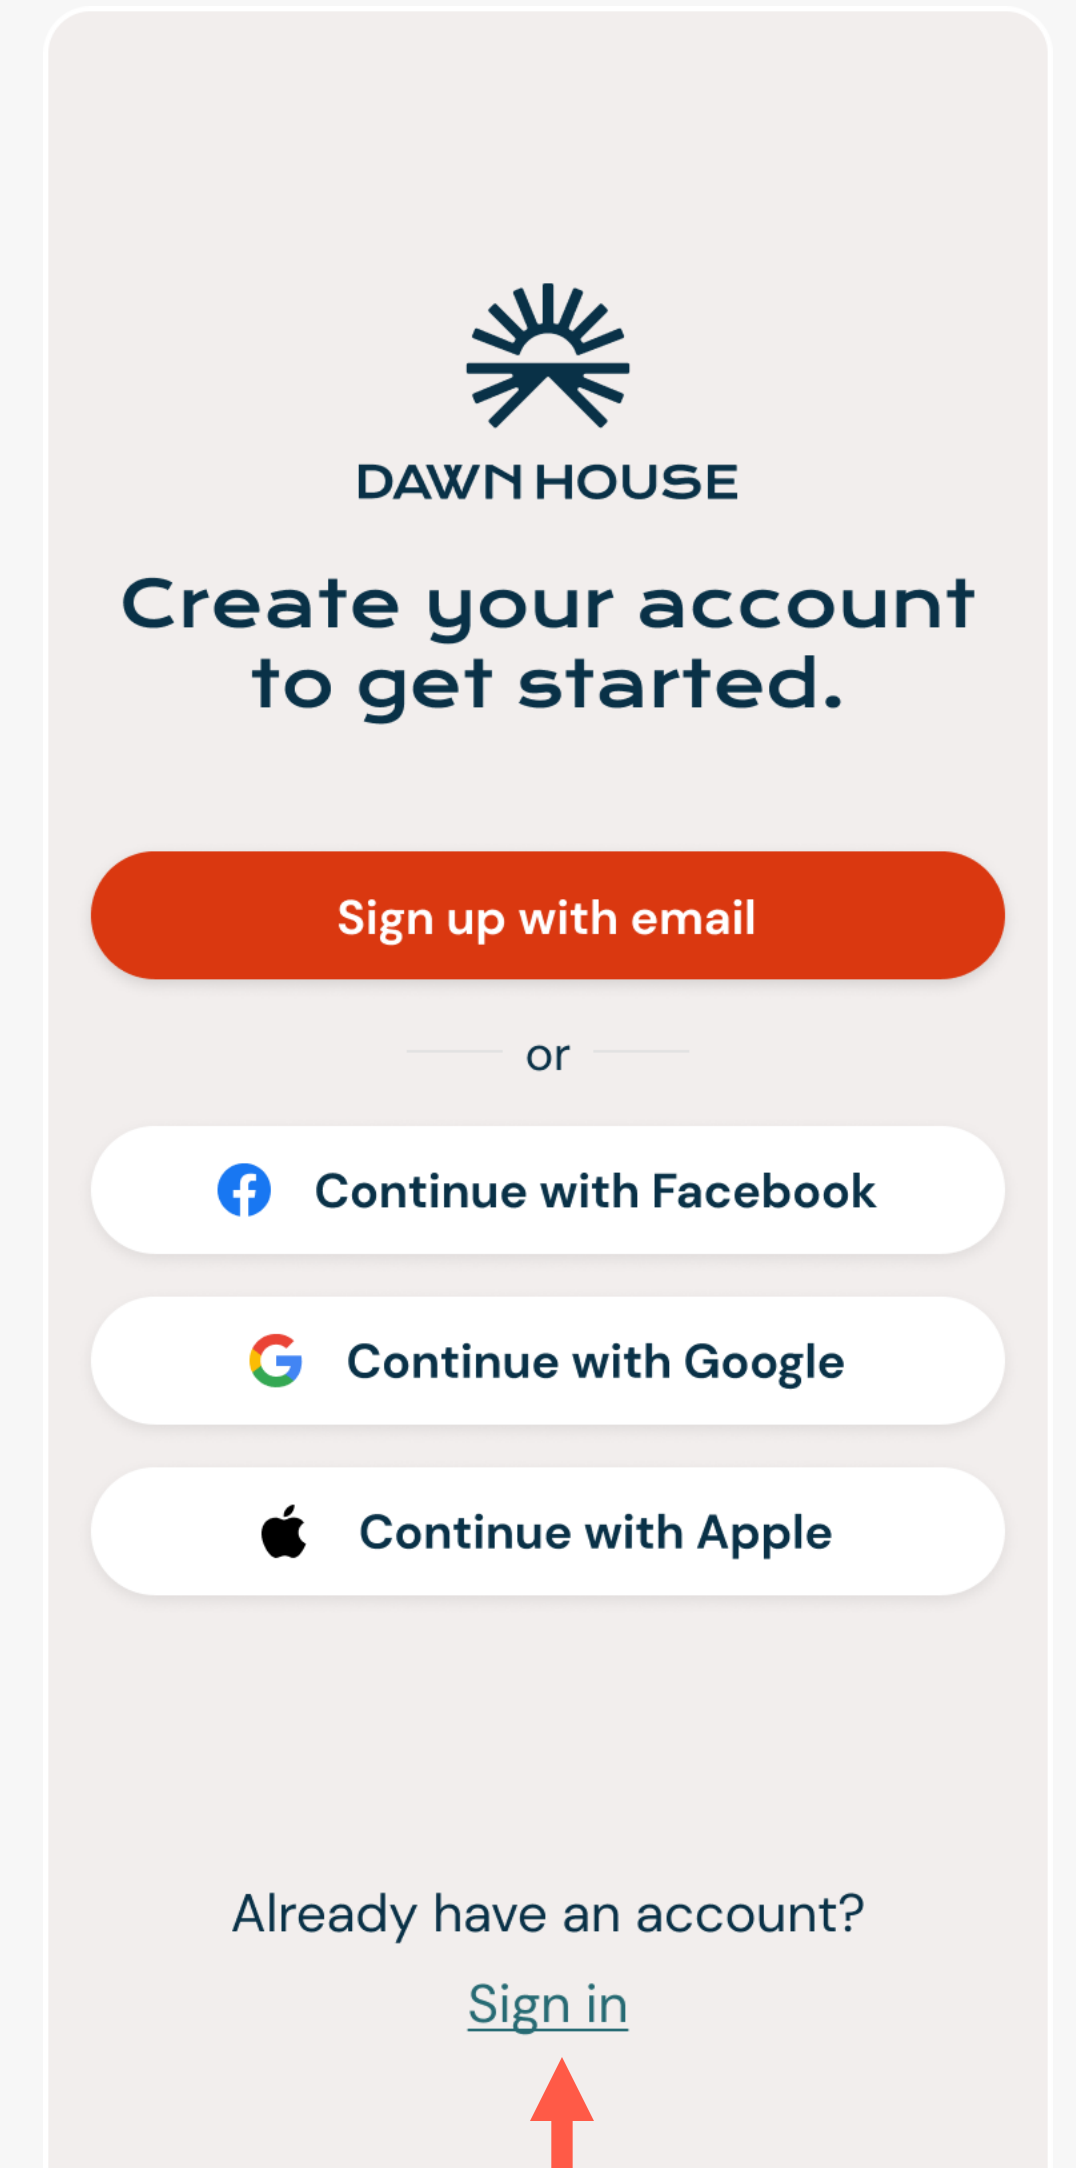 DAWN HOUSE
Create your account
to get started.
Sign up with email
or
Continue with Facebook
Continue with Google
Continue with Apple
Already have an account?
Sign in